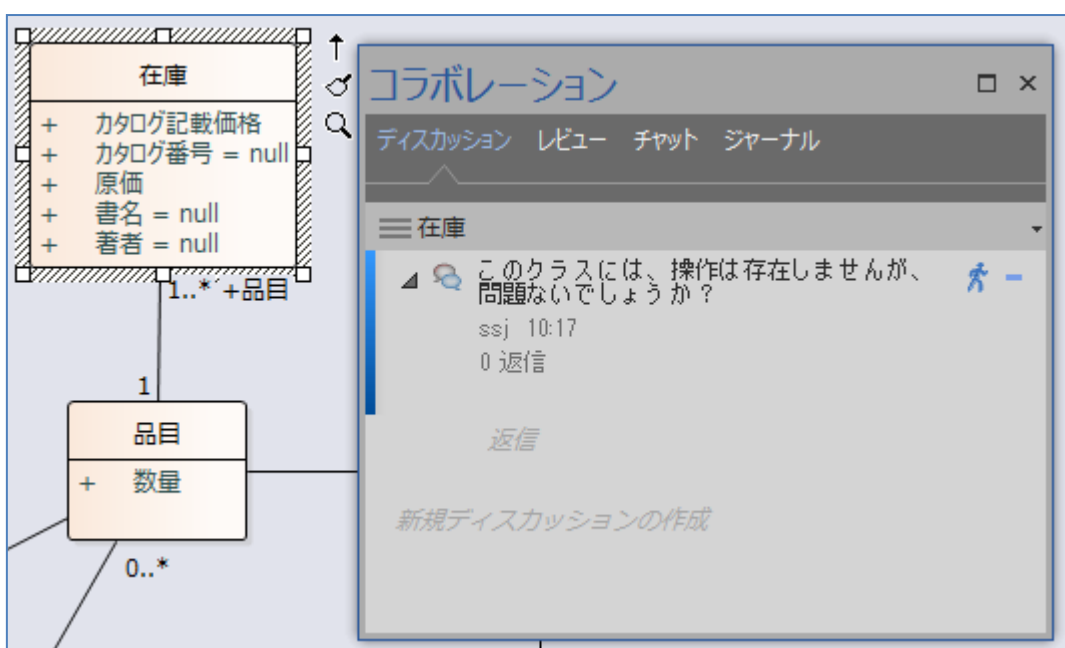 在庫
+ カタログ記載価格
+ カタログ番号 = null
+ 原価
+ 書名 = null
+ 著者 = null
1..* +品目
1
品目
+ 数量
0..*
コラボレーション
ディスカッション レビュー チャット ジャーナル
在庫
このクラスには、操作は存在しませんが、
問題ないでしょうか?
ssj 10:17
0 返信
返信
新規ディスカッションの作成